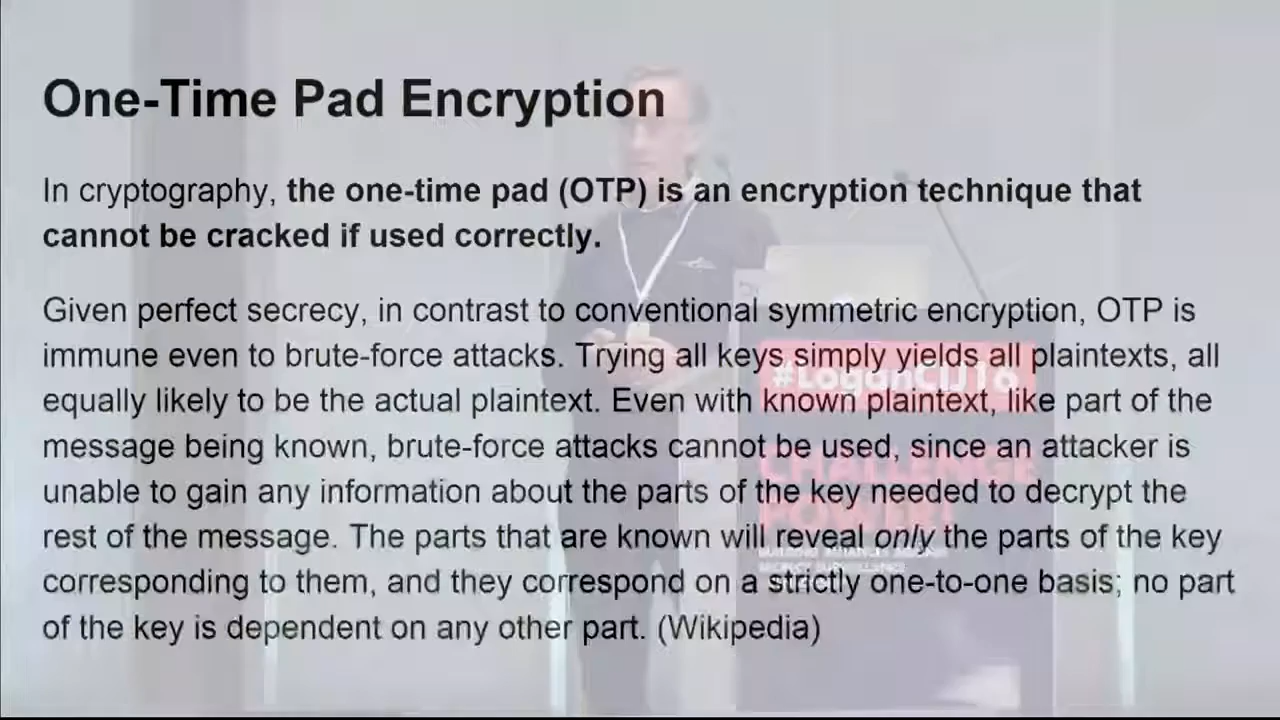 One-Time Pad Encryption
In cryptography, the one-time pad (OTP) is an encryption technique that
cannot be cracked if used correctly.
Given perfect secrecy, in contrast to conventional symmetric encryption, OTP is
immune even to brute-force attacks. Trying all keys simply yields all plaintexts, all
equally likely to be the actual plaintext. Even with known plaintext, like part of the
message being known, brute-force attacks cannot be used, since an attacker is
unable to gain any information about the parts of the key needed to decrypt the
rest of the message. The parts that are known will reveal only the parts of the key
corresponding to them, and they correspond on a strictly one-to-one basis; no part
of the key is dependent on any other part. (Wikipedia)
#LoganCIJ16
CHALLENGE
POWER!